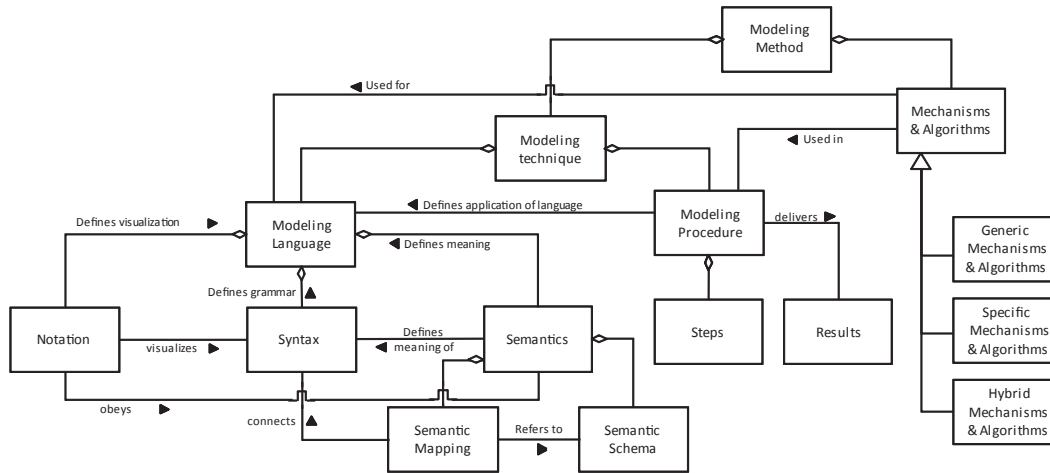 Modeling
Method
Used for
Mechanisms
& Algorithms
Modeling
technique
Used in
Defines visualization
Modeling
Language
Defines application of language
Modeling
Procedure
delivers
Defines meaning
Generic
Mechanisms
& Algorithms
Defines grammar
Notation
visualizes
Syntax
Defines
meaning of
Semantics
Steps
Results
Specific
Mechanisms
& Algorithms
obeys
connects
Semantic
Mapping
Refers to
Semantic
Schema
Hybrid
Mechanisms
& Algorithms